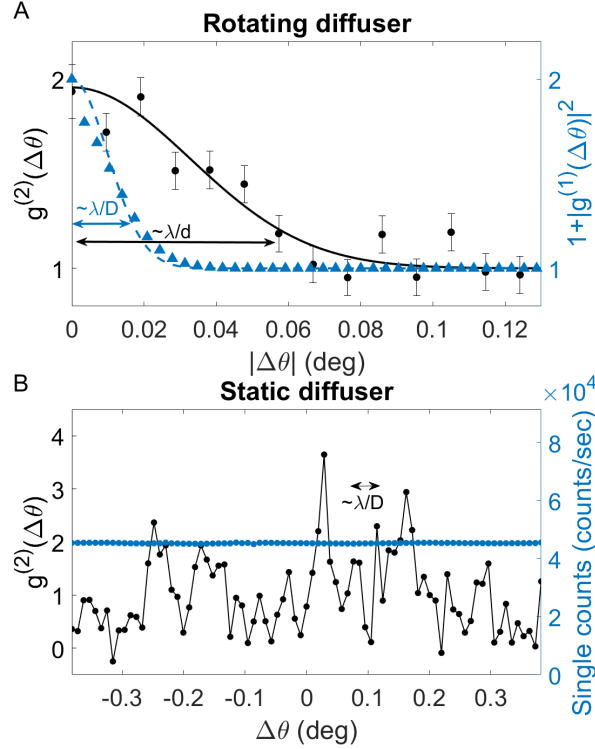 A
Rotating diffuser
2
1
g^(2)(Δθ)
~λ/D
~λ/d
2
1
1+|g^(1)(Δθ)|^2
0 0.02 0.04 0.06 0.08 0.1 0.12
|Δθ| (deg)
B
Static diffuser
×10^4
4
3
2
1
0
g^(2)(Δθ)
~λ/D
8
6
4
2
0
Single counts (counts/sec)
-0.3 -0.2 -0.1 0 0.1 0.2 0.3
Δθ (deg)